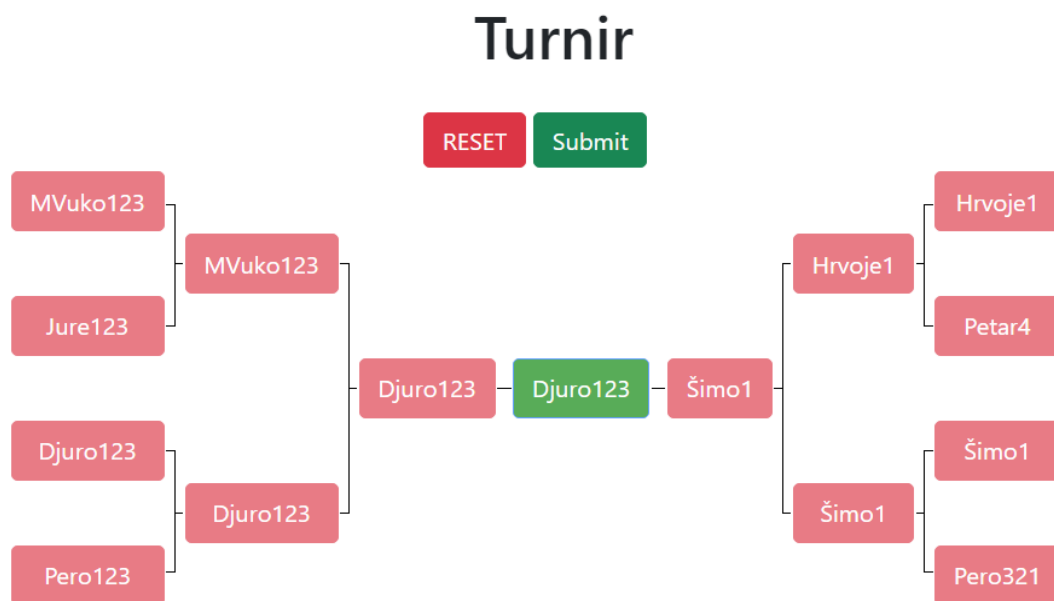 Turnir
RESET Submit
MVuko123 Hrvoje1
MVuko123 Hrvoje1
Jure123 Petar4
Djuro123 Djuro123 Šimo1
Djuro123 Šimo1
Djuro123 Šimo1
Pero123 Pero321